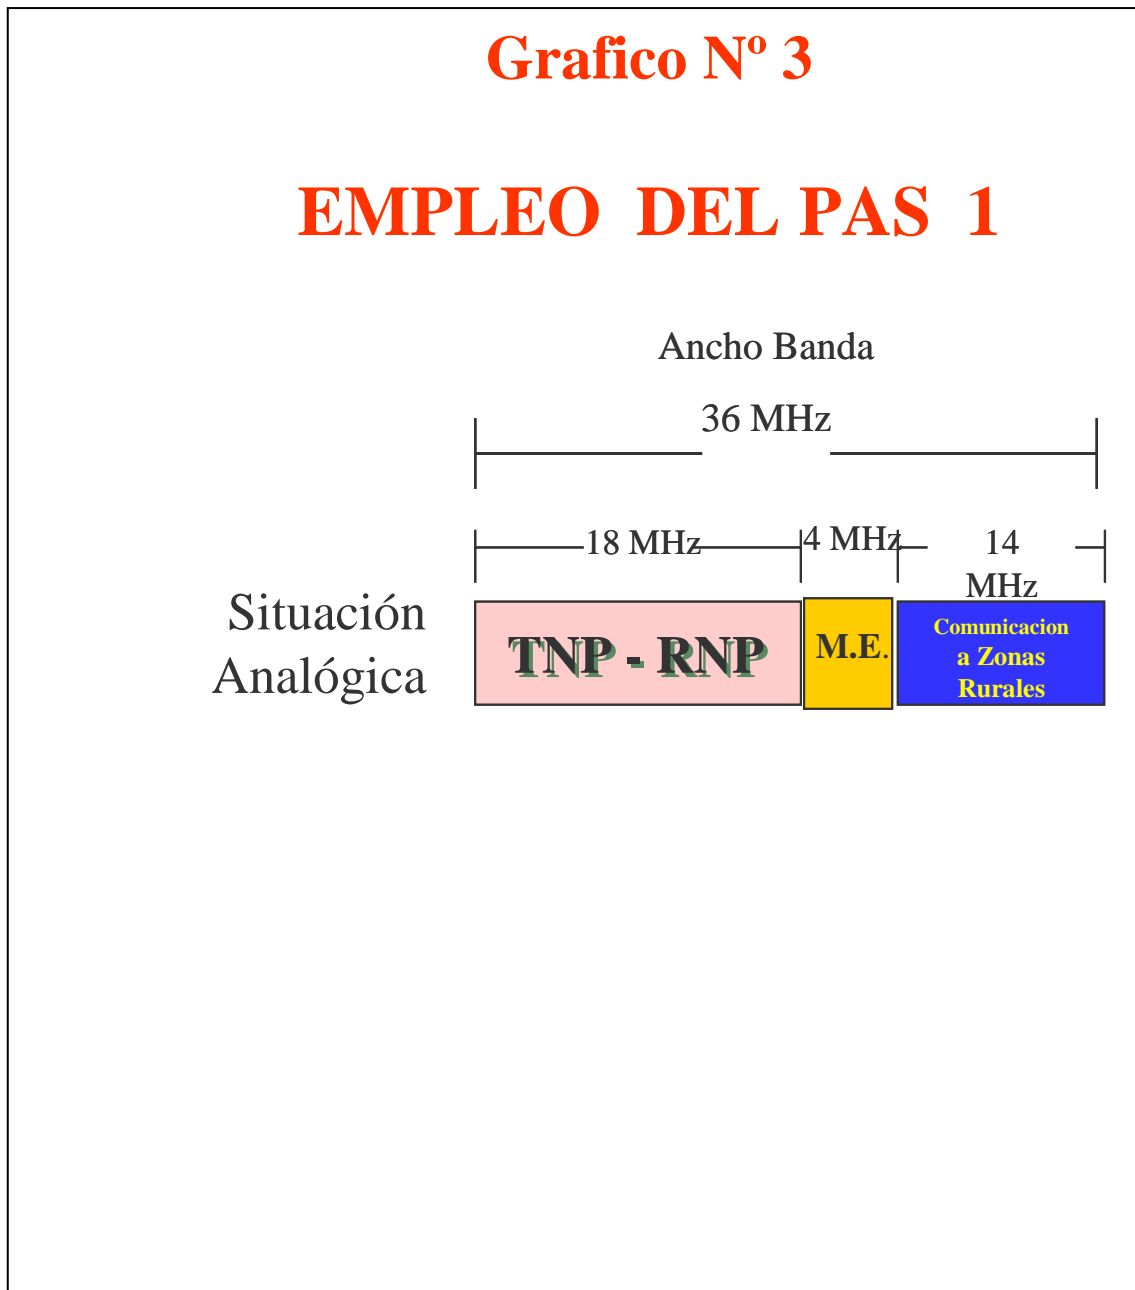 Grafico Nº 3
EMPLEO DEL PAS 1
Ancho Banda
36 MHz
18 MHz
4 MHz
14
MHz
Situación
Analógica
TNP - RNP
M.E.
Comunicacion
a Zonas
Rurales